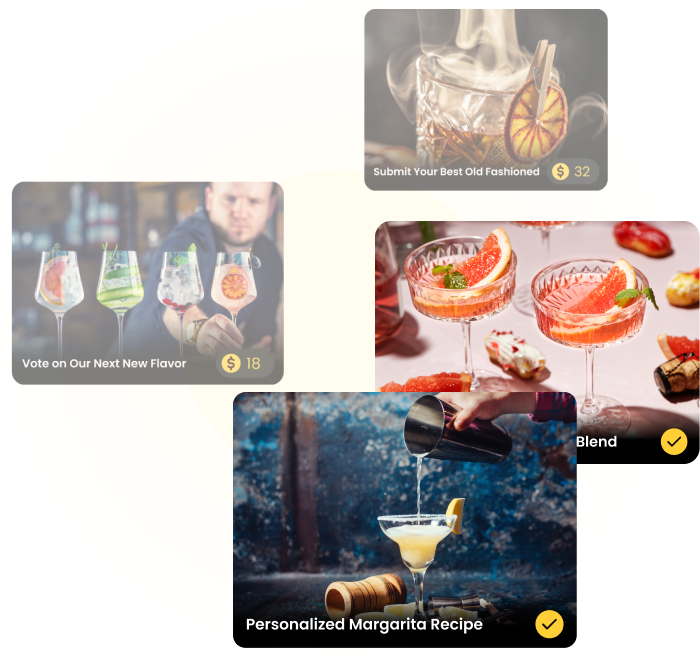 Submit Your Best Old Fashioned $ 32
Vote on Our Next New Flavor $ 18
Blend
Personalized Margarita Recipe